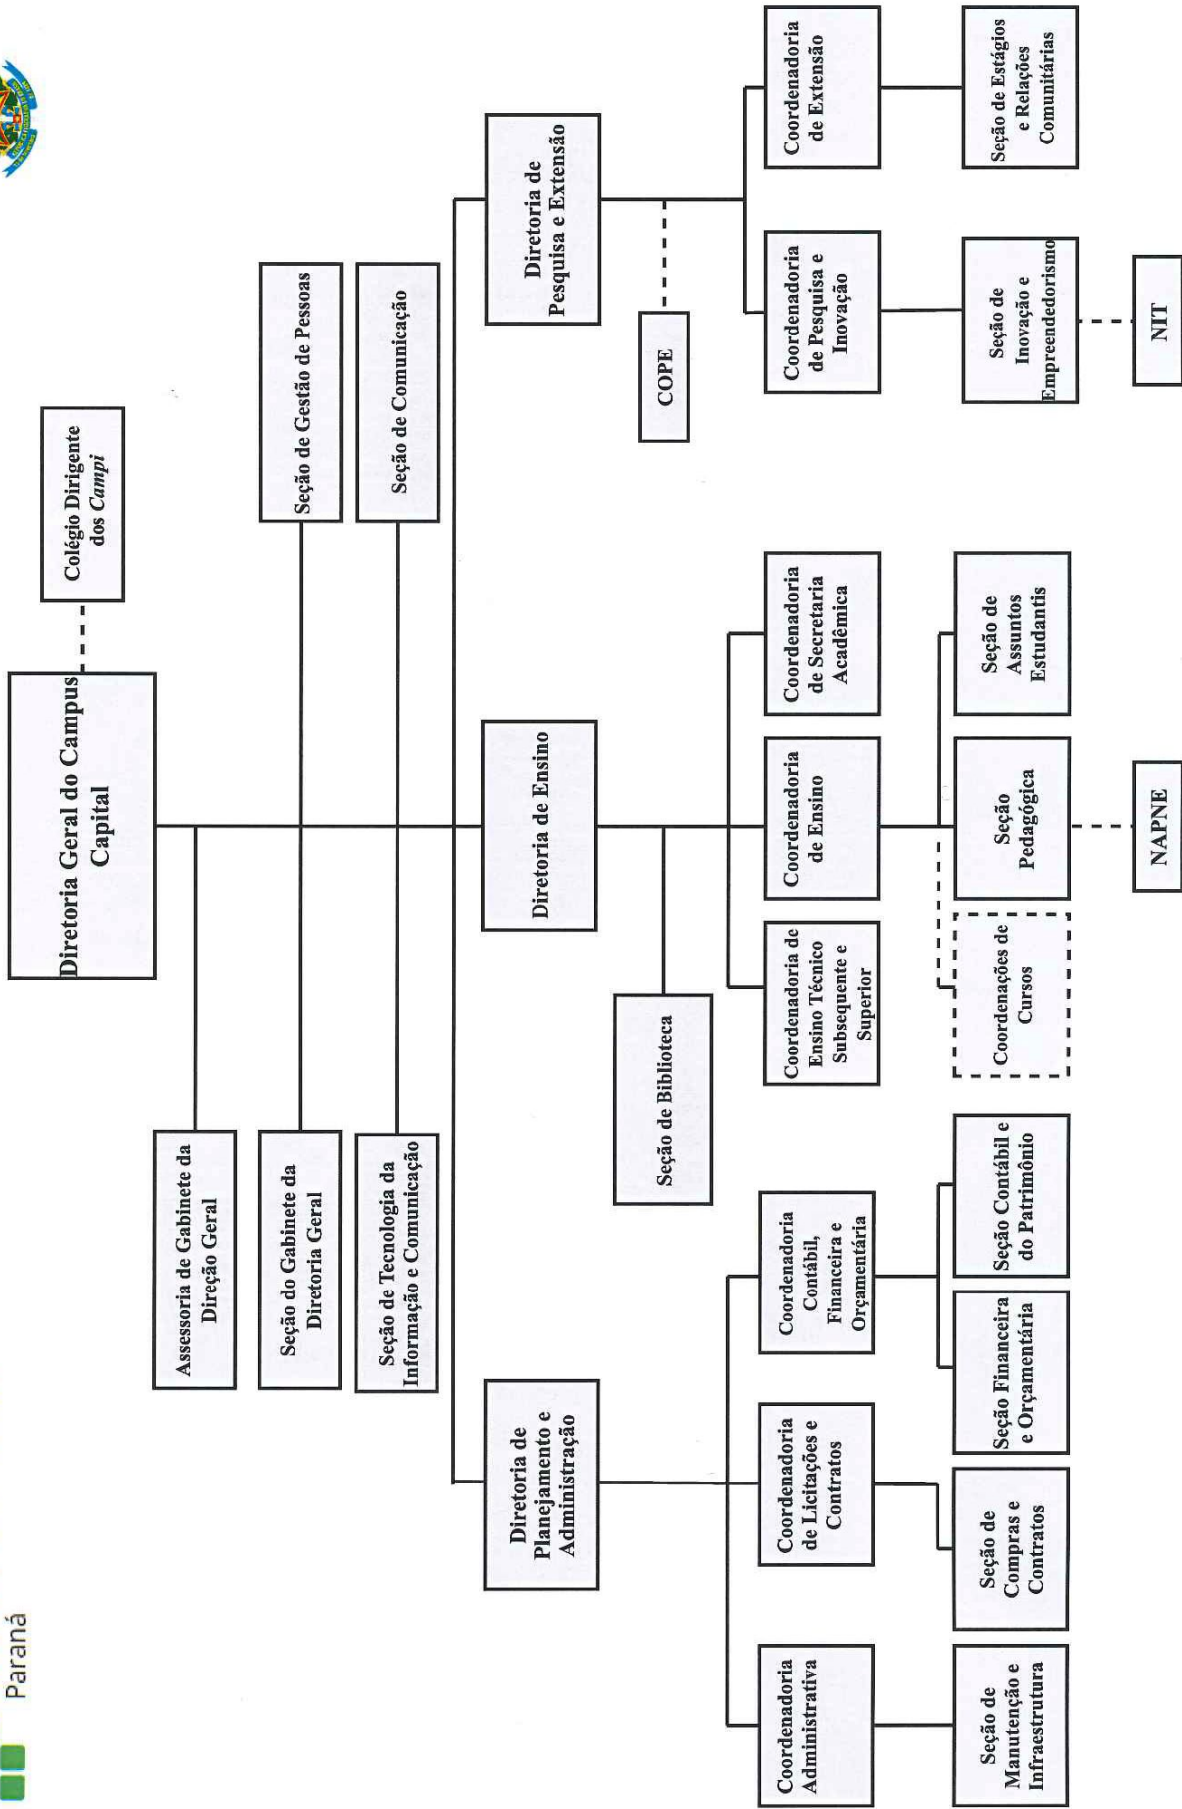 Paraná
Diretoria Geral do Campus
Capital
Colégio Dirigente
dos Campi
Assessoria de Gabinete da
Direção Geral
Seção do Gabinete da
Diretoria Geral
Seção de Gestão de Pessoas
Seção de Tecnologia da
Informação e Comunicação
Seção de Comunicação
Diretoria de
Planejamento e
Administração
Diretoria de Ensino
Diretoria de
Pesquisa e Extensão
Seção de Biblioteca
COPE
Coordenadoria
Administrativa
Coordenadoria
de Licitações e
Contratos
Coordenadoria
Contábil,
Financeira e
Orçamentária
Coordenadoria de
Ensino Técnico
Subsequente e
Superior
Coordenadoria
de Ensino
Coordenadoria
de Secretaria
Acadêmica
Coordenadoria
de Pesquisa e
Inovação
Coordenadoria
de Extensão
Seção de
Manutenção e
Infraestrutura
Seção de
Compras e
Contratos
Seção Financeira
e Orçamentária
Seção Contábil e
do Patrimônio
Coordenações de
Cursos
Seção
Pedagógica
Seção de
Assuntos
Estudantis
Seção de
Inovação e
Empreendedorismo
Seção de Estágios
e Relações
Comunitárias
NAPNE
NIT